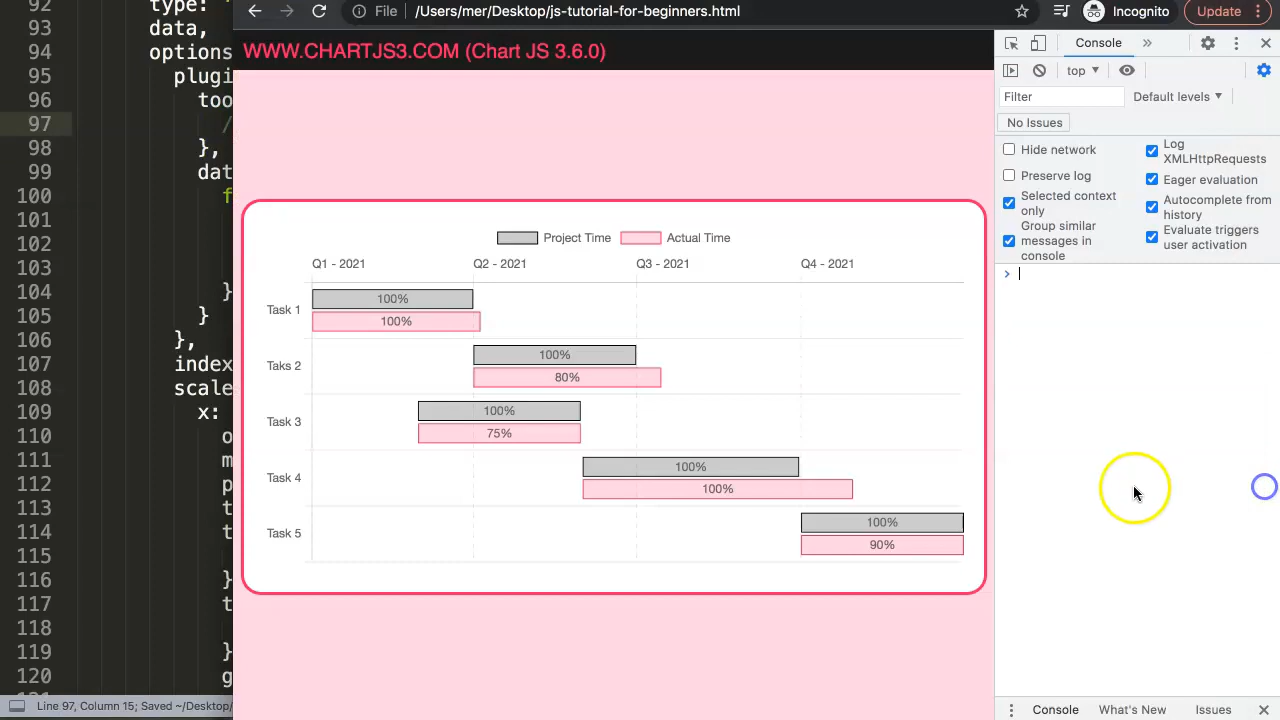 92
93
94
95
96
97
98
99
100
101
102
103
104
105
106
107
108
109
110
111
112
113
114
115
116
117
118
119
120
type: '
data,
options
plugi
too
/
},
dat
f
}
}
},
index
scale
x:
o
m
p
t
t
}
t
}
g
Line 97, Column 15; Saved ~/Desktop/
File /Users/mer/Desktop/js-tutorial-for-beginners.html
Incognito
Update
WWW.CHARTJS3.COM (Chart JS 3.6.0)
Project Time Actual Time
Q1 - 2021 Q2 - 2021 Q3 - 2021 Q4 - 2021
Task 1
100%
100%
Taks 2
100%
80%
Task 3
100%
75%
Task 4
100%
100%
Task 5
100%
90%
Console »
top
Filter Default levels
No Issues
Hide network
Preserve log
Selected context
only
Group similar
messages in
console
Log
XMLHttpRequests
Eager evaluation
Autocomplete from
history
Evaluate triggers
user activation
>
Console What's New Issues